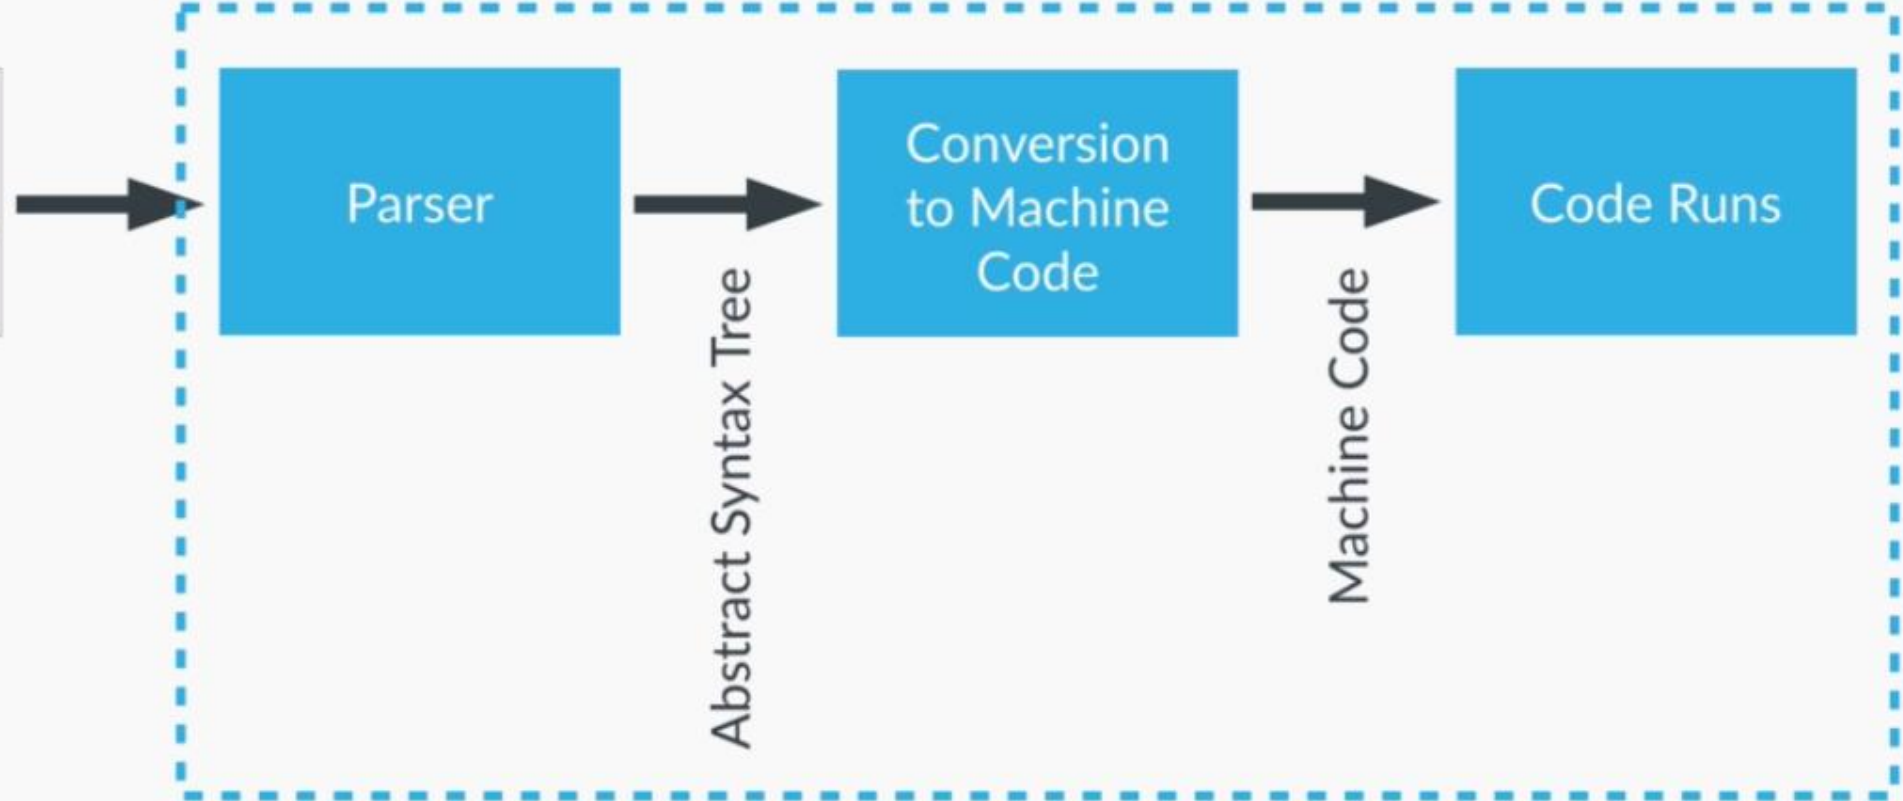 Parser
Abstract Syntax Tree
Conversion
to Machine
Code
Machine Code
Code Runs